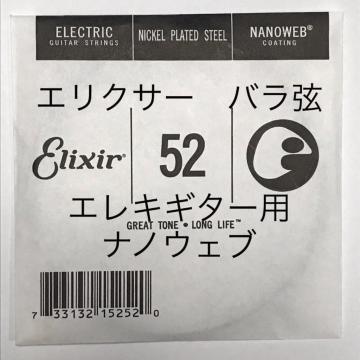 ELECTRIC
GUITAR STRINGS
NICKEL PLATED STEEL
NANOWEB®
COATING
エリクサー バラ弦
Elixir®
52
エレキギター用
GREAT TONE • LONG LIFE™
ナノウェブ
7 33132 15252 0